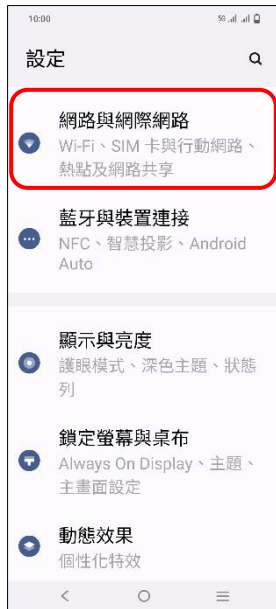 10:00
5G
設定
網路與網際網路
Wi-Fi、SIM 卡與行動網路、
熱點及網路共享
藍牙與裝置連接
NFC、智慧投影、Android
Auto
顯示與亮度
護眼模式、深色主題、狀態
列
鎖定螢幕與桌布
Always On Display、主題、
主畫面設定
動態效果
個性化特效